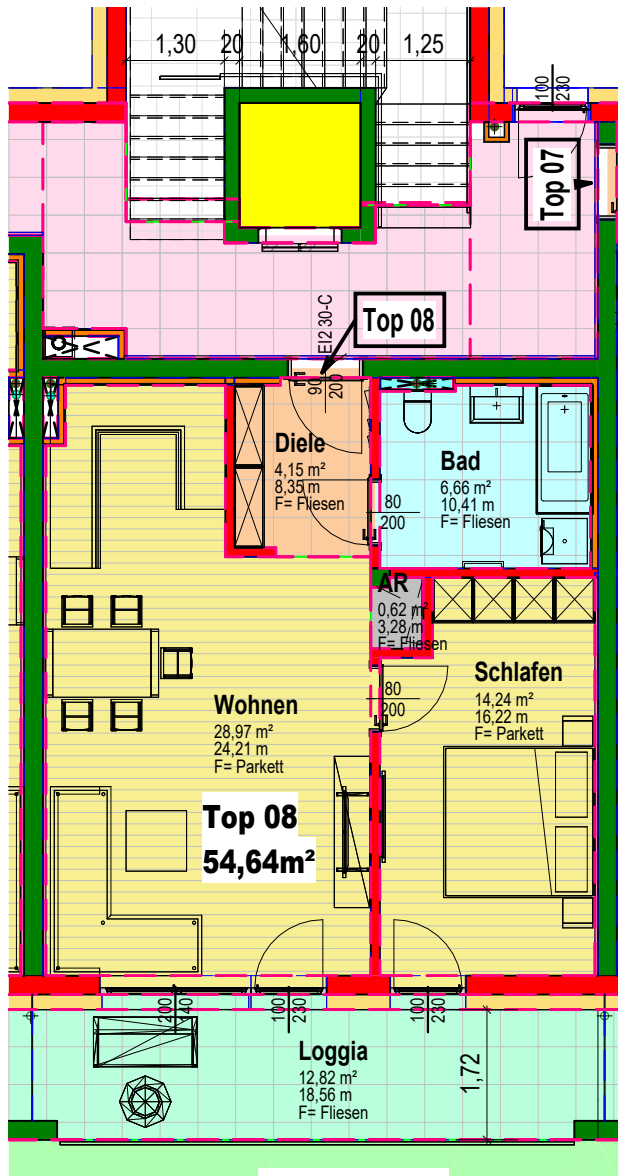 1,30 20 1,60 20 1,25
100
230
Top 07
EI2 30-C
Top 08
90
200
Diele
4,15 m²
8,35 m
F= Fliesen
Bad
6,66 m²
10,41 m
F= Fliesen
80
200
AR
0,62 m²
3,28 m
F= Fliesen
Schlafen
14,24 m²
16,22 m
F= Parkett
80
200
Wohnen
28,97 m²
24,21 m
F= Parkett
Top 08
54,64m²
200
240
100
230
100
230
Loggia
12,82 m²
18,56 m
F= Fliesen
1,72